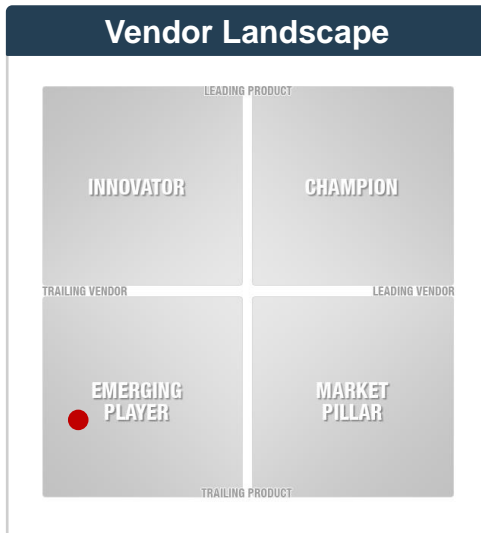 Vendor Landscape
LEADING PRODUCT
INNOVATOR
CHAMPION
TRAILING VENDOR
LEADING VENDOR
EMERGING
PLAYER
MARKET
PILLAR
TRAILING PRODUCT